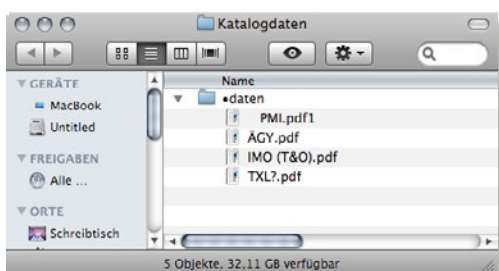 Katalogdaten
GERÄTE
MacBook
Untitled
FREIGABEN
Alle ...
ORTE
Schreibtisch
Name
•daten
PMI.pdf1
ÄGY.pdf
IMO (T&O).pdf
TXL?.pdf
5 Objekte, 32,11 GB verfügbar